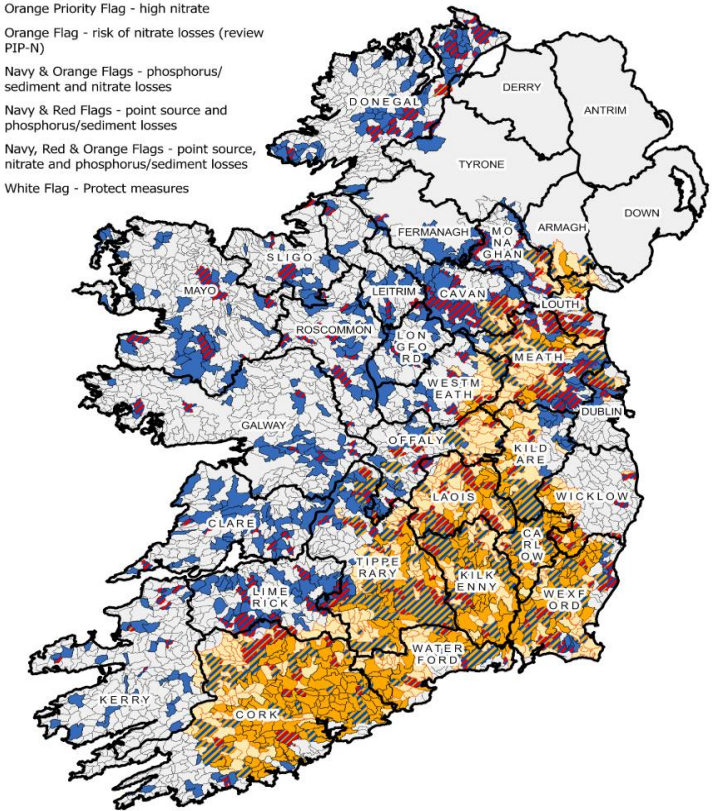 Orange Priority Flag - high nitrate
Orange Flag - risk of nitrate losses (review
PIP-N)
Navy & Orange Flags - phosphorus/
sediment and nitrate losses
Navy & Red Flags - point source and
phosphorus/sediment losses
Navy, Red & Orange Flags - point source,
nitrate and phosphorus/sediment losses
White Flag - Protect measures
DONEGAL
DERRY
ANTRIM
TYRONE
FERMANAGH
MO
NA
GHAN
ARMAGH
DOWN
SLIGO
MAYO
LEITRIM
CAVAN
LOUTH
ROSCOMMON
LON
GFO
RD
MEATH
WESTM
EATH
DUBLIN
GALWAY
OFFALY
KILD
ARE
LAOIS
WICKLOW
CLARE
CA
RL
OW
TIPPE
RARY
KILK
ENNY
LIME
RICK
WEXF
ORD
WATER
FORD
KERRY
CORK